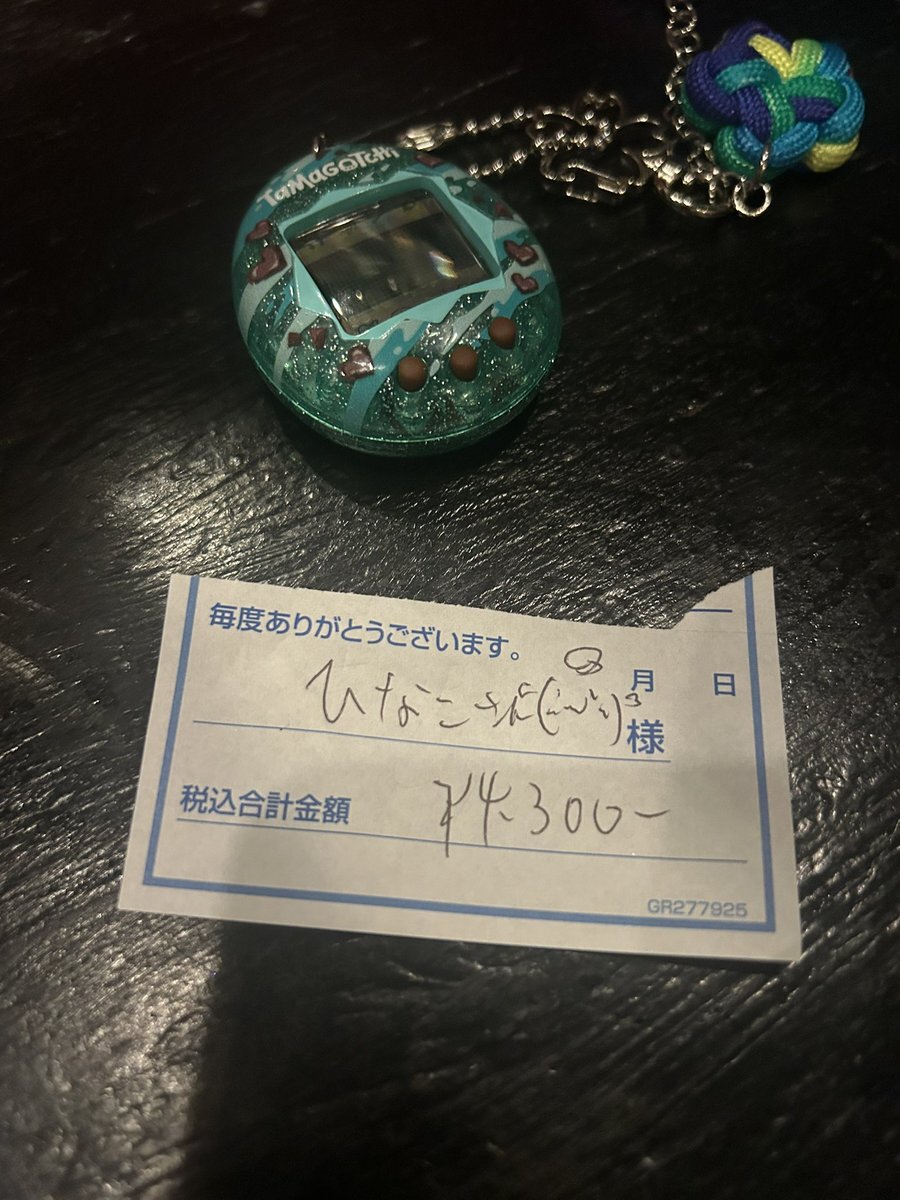 TaMaGoTchi
毎度ありがとうございます。
月 日
ひなこさん 様
税込合計金額 ¥4,300-
GR277925